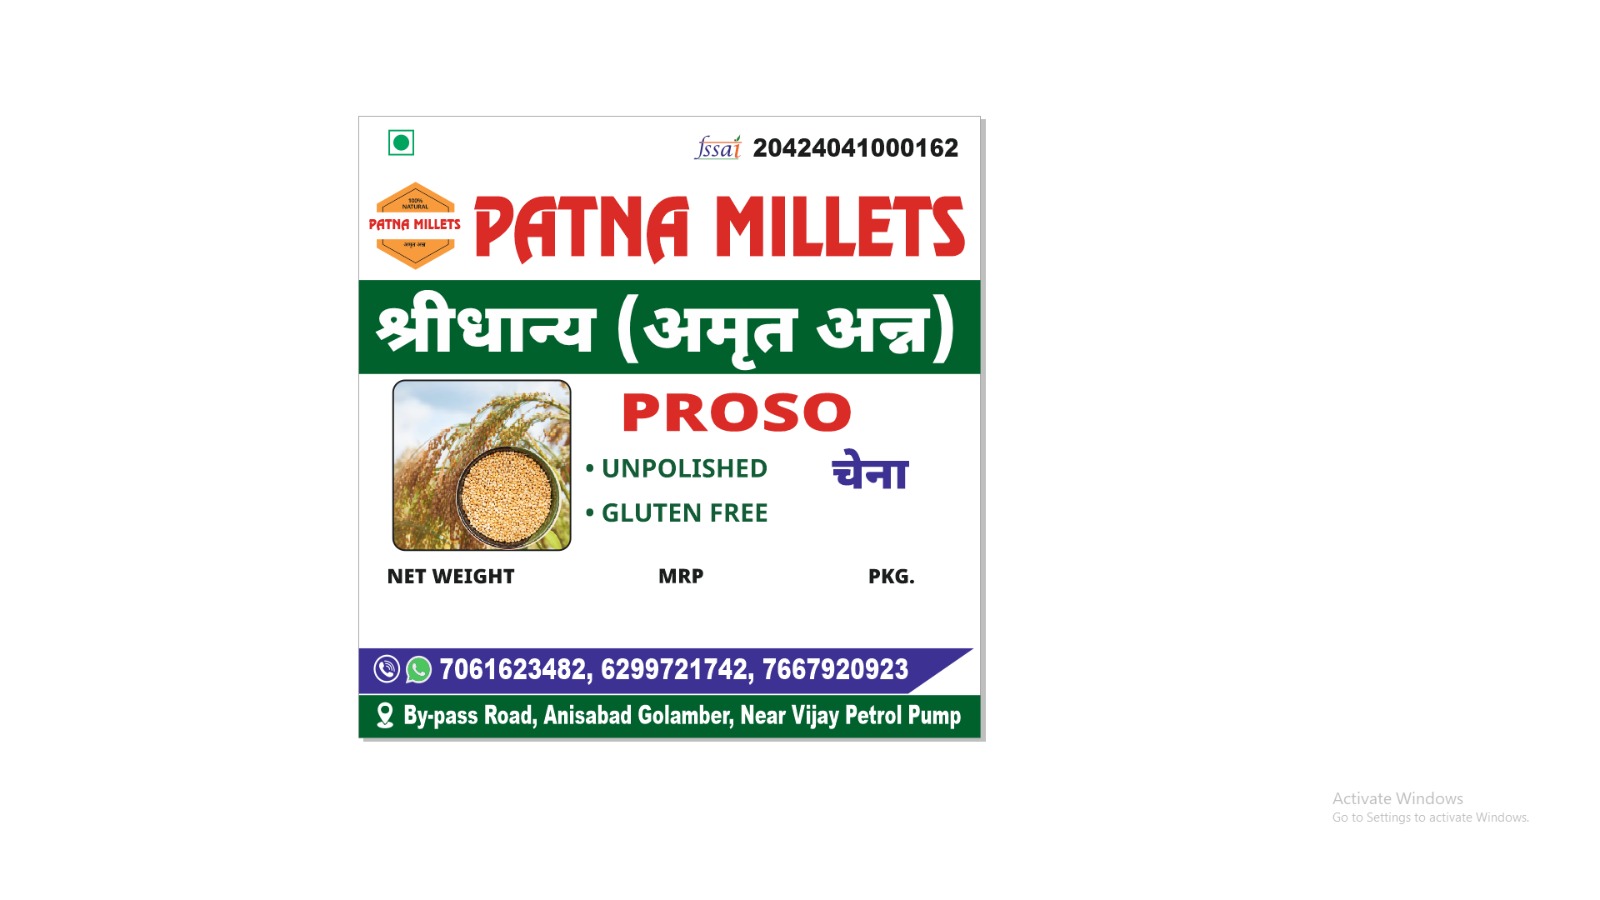 fssai 20424041000162
100%
NATURAL
PATNA MILLETS
अमृत अन्न
PATNA MILLETS
श्रीधान्य (अमृत अन्न)
PROSO
• UNPOLISHED
चेना
• GLUTEN FREE
NET WEIGHT MRP PKG.
7061623482, 6299721742, 7667920923
By-pass Road, Anisabad Golamber, Near Vijay Petrol Pump
Activate Windows
Go to Settings to activate Windows.